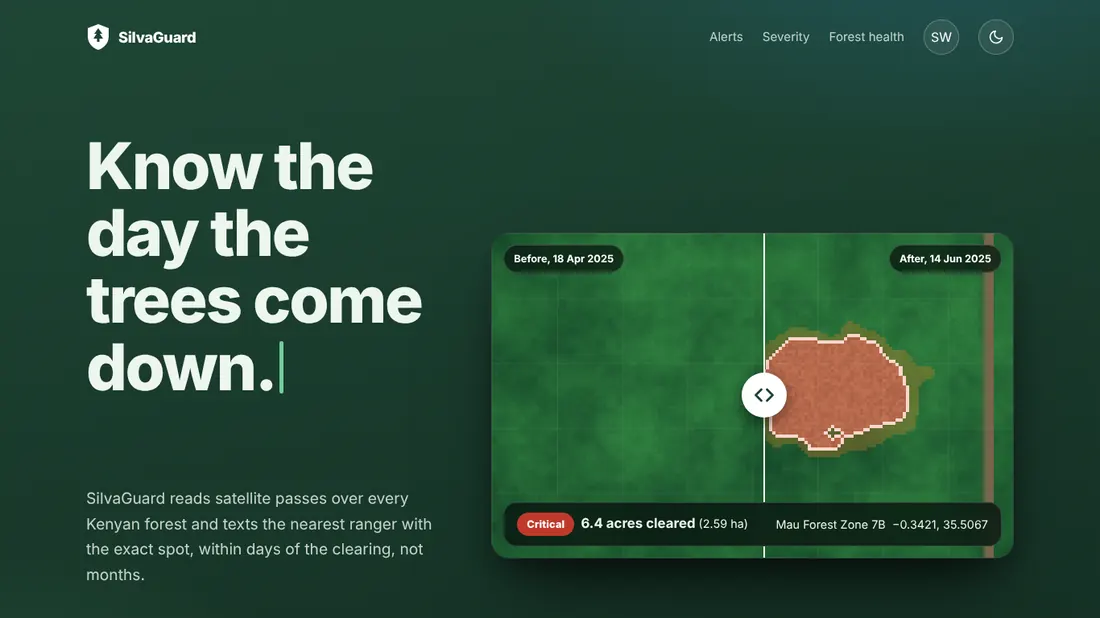 SilvaGuard
Alerts
Severity
Forest health
SW
Know the
day the
trees come
down.
SilvaGuard reads satellite passes over every
Kenyan forest and texts the nearest ranger with
the exact spot, within days of the clearing, not
months.
Before, 18 Apr 2025
After, 14 Jun 2025
Critical
6.4 acres cleared (2.59 ha)
Mau Forest Zone 7B −0.3421, 35.5067